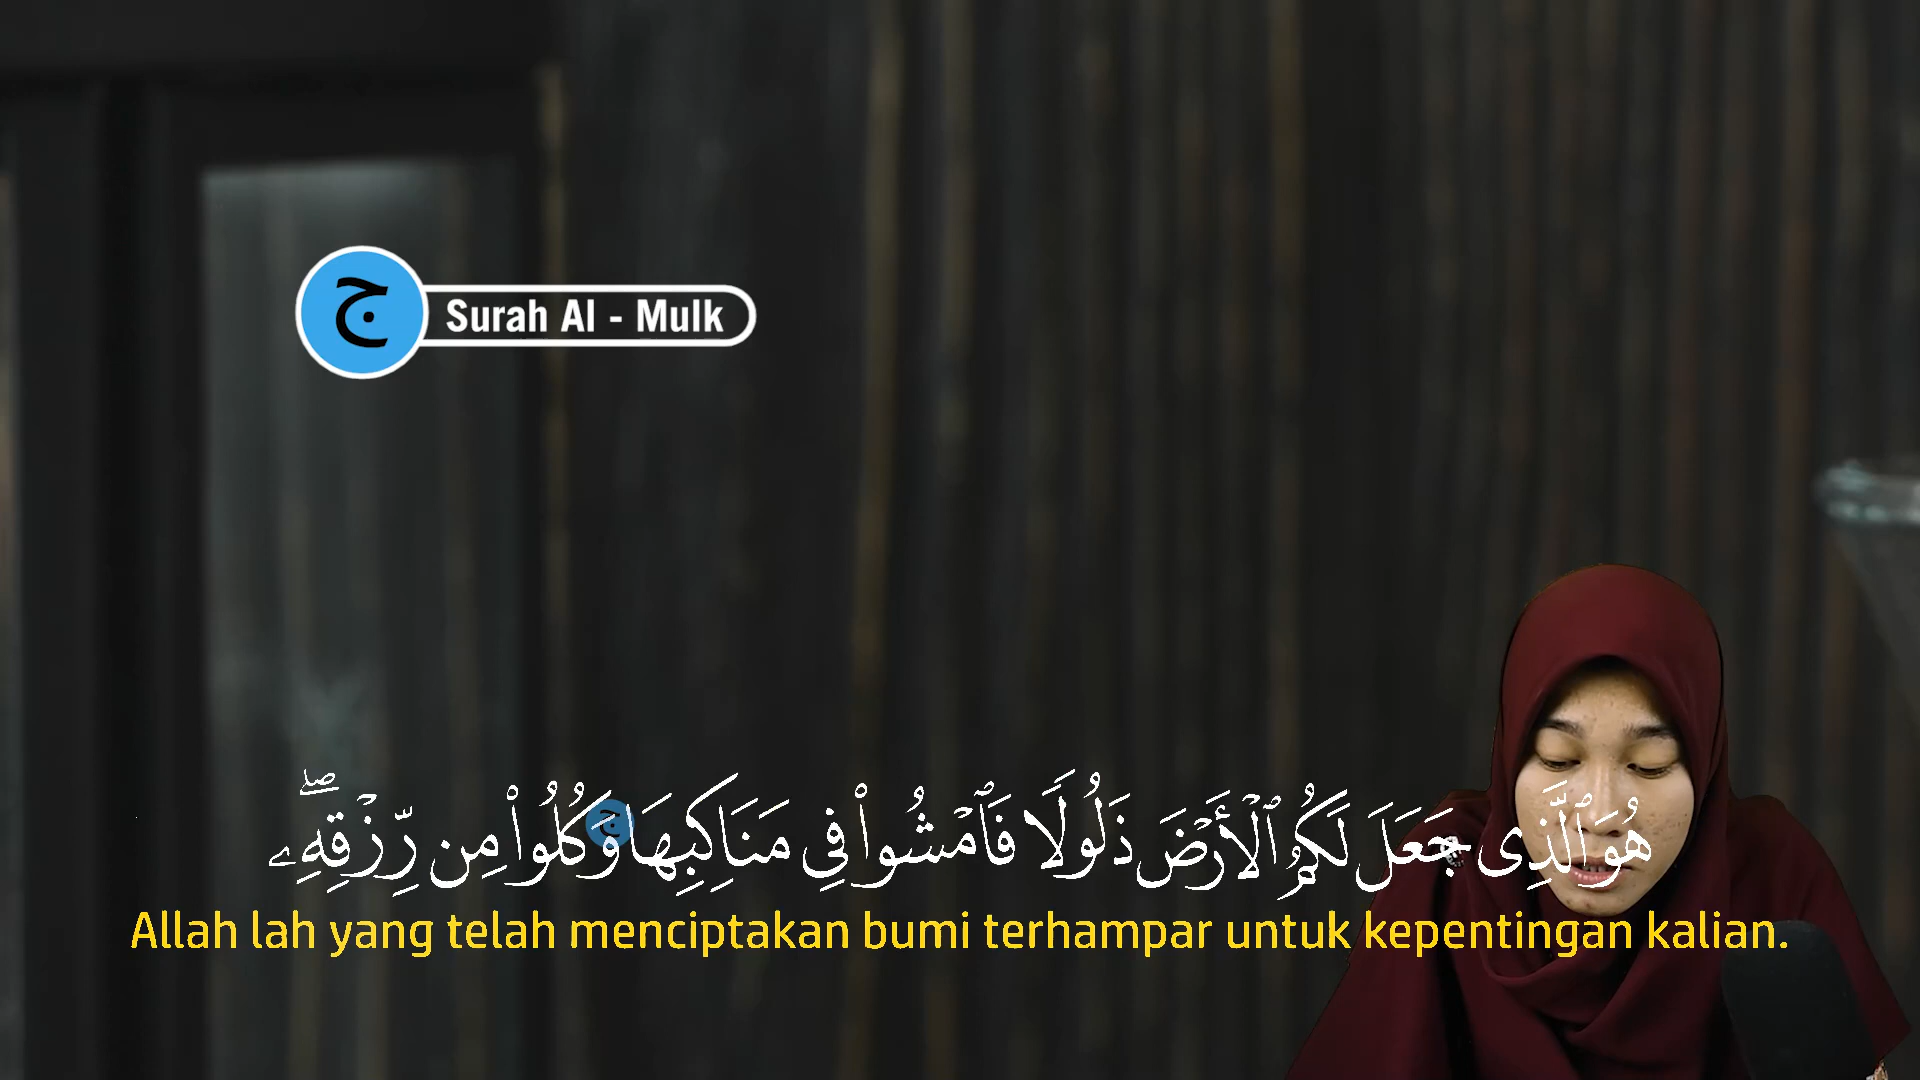 ج
Surah Al - Mulk
هُوَ ٱلَّذِى جَعَلَ لَكُمُ ٱلْأَرْضَ ذَلُولًا فَٱمْشُوا۟ فِى مَنَاكِبِهَا وَكُلُوا۟ مِن رِّزْقِهِۦ ۖ
ج
Allah lah yang telah menciptakan bumi terhampar untuk kepentingan kalian.